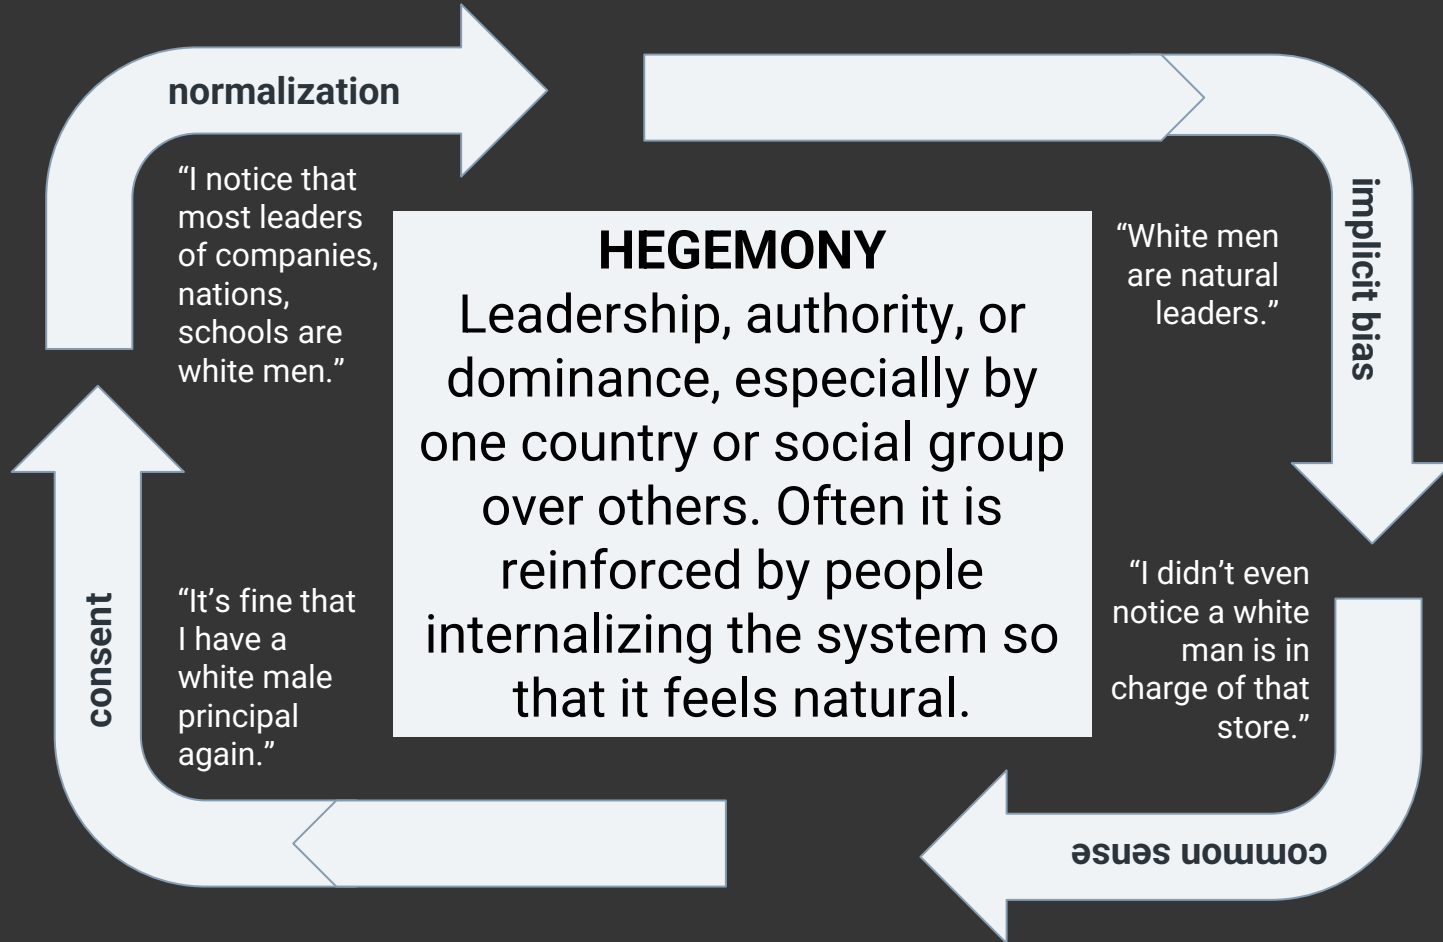 normalization
“I notice that
most leaders
of companies,
nations,
schools are
white men.”
HEGEMONY
Leadership, authority, or
dominance, especially by
one country or social group
over others. Often it is
reinforced by people
internalizing the system so
that it feels natural.
“White men
are natural
leaders.”
implicit bias
“I didn’t even
notice a white
man is in
charge of that
store.”
common sense
“It’s fine that
I have a
white male
principal
again.”
consent